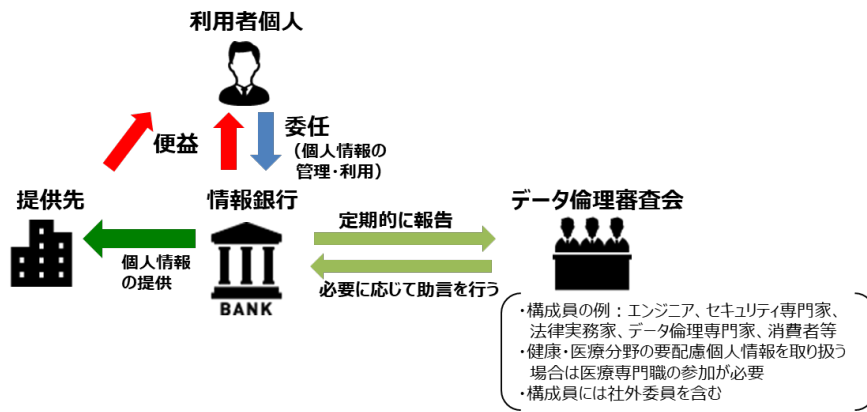 利用者個人
便益
委任
（個人情報の
管理・利用）
提供先
情報銀行
データ倫理審査会
定期的に報告
個人情報
の提供
必要に応じて助言を行う
BANK
・構成員の例：エンジニア、セキュリティ専門家、
法律実務家、データ倫理専門家、消費者等
・健康・医療分野の要配慮個人情報を取り扱う
場合は医療専門職の参加が必要
・構成員には社外委員を含む